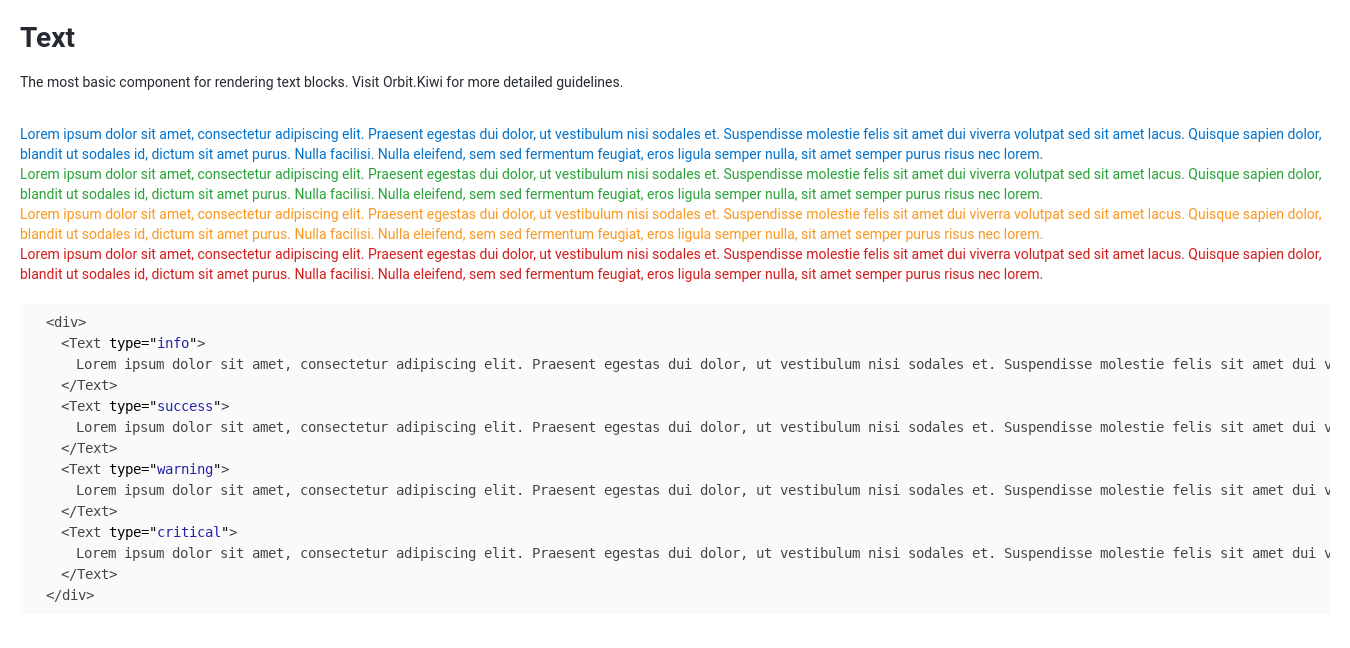 Text
The most basic component for rendering text blocks. Visit Orbit.Kiwi for more detailed guidelines.
Lorem ipsum dolor sit amet, consectetur adipiscing elit. Praesent egestas dui dolor, ut vestibulum nisi sodales et. Suspendisse molestie felis sit amet dui viverra volutpat sed sit amet lacus. Quisque sapien dolor,
blandit ut sodales id, dictum sit amet purus. Nulla facilisi. Nulla eleifend, sem sed fermentum feugiat, eros ligula semper nulla, sit amet semper purus risus nec lorem.
Lorem ipsum dolor sit amet, consectetur adipiscing elit. Praesent egestas dui dolor, ut vestibulum nisi sodales et. Suspendisse molestie felis sit amet dui viverra volutpat sed sit amet lacus. Quisque sapien dolor,
blandit ut sodales id, dictum sit amet purus. Nulla facilisi. Nulla eleifend, sem sed fermentum feugiat, eros ligula semper nulla, sit amet semper purus risus nec lorem.
Lorem ipsum dolor sit amet, consectetur adipiscing elit. Praesent egestas dui dolor, ut vestibulum nisi sodales et. Suspendisse molestie felis sit amet dui viverra volutpat sed sit amet lacus. Quisque sapien dolor,
blandit ut sodales id, dictum sit amet purus. Nulla facilisi. Nulla eleifend, sem sed fermentum feugiat, eros ligula semper nulla, sit amet semper purus risus nec lorem.
Lorem ipsum dolor sit amet, consectetur adipiscing elit. Praesent egestas dui dolor, ut vestibulum nisi sodales et. Suspendisse molestie felis sit amet dui viverra volutpat sed sit amet lacus. Quisque sapien dolor,
blandit ut sodales id, dictum sit amet purus. Nulla facilisi. Nulla eleifend, sem sed fermentum feugiat, eros ligula semper nulla, sit amet semper purus risus nec lorem.
<div>
<Text type="info">
Lorem ipsum dolor sit amet, consectetur adipiscing elit. Praesent egestas dui dolor, ut vestibulum nisi sodales et. Suspendisse molestie felis sit amet dui v
</Text>
<Text type="success">
Lorem ipsum dolor sit amet, consectetur adipiscing elit. Praesent egestas dui dolor, ut vestibulum nisi sodales et. Suspendisse molestie felis sit amet dui v
</Text>
<Text type="warning">
Lorem ipsum dolor sit amet, consectetur adipiscing elit. Praesent egestas dui dolor, ut vestibulum nisi sodales et. Suspendisse molestie felis sit amet dui v
</Text>
<Text type="critical">
Lorem ipsum dolor sit amet, consectetur adipiscing elit. Praesent egestas dui dolor, ut vestibulum nisi sodales et. Suspendisse molestie felis sit amet dui v
</Text>
</div>